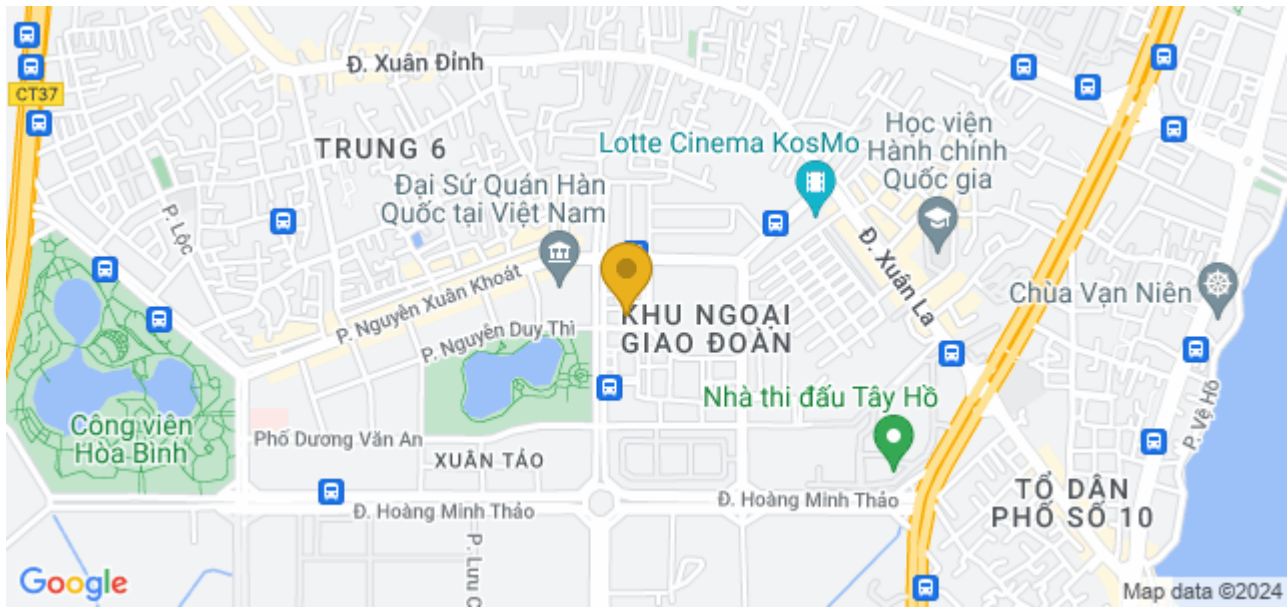 Đ. Xuân Đỉnh
CT37
TRUNG 6
Lotte Cinema KosMo
Học viện
Hành chính
Quốc gia
Đại Sứ Quán Hàn
Quốc tại Việt Nam
P. Lộc
Đ. Xuân La
Chùa Vạn Niên
P. Nguyễn Xuân Khoát
KHU NGOẠI
GIAO ĐOÀN
P. Nguyễn Duy Thì
Nhà thi đấu Tây Hồ
P. Vệ Hồ
Công viên
Hòa Bình
Phố Dương Văn An
XUÂN TẢO
Đ. Hoàng Minh Thảo
Đ. Hoàng Minh Thảo
TỔ DÂN
PHỐ SỐ 10
P. Lưu C
Google
Map data ©2024